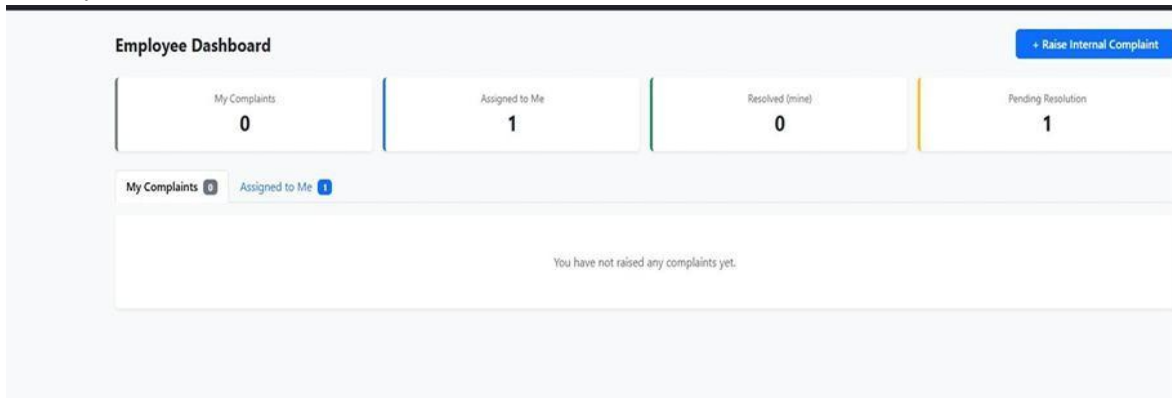 Employee Dashboard
+ Raise Internal Complaint
My Complaints
0
Assigned to Me
1
Resolved (mine)
0
Pending Resolution
1
My Complaints 0 Assigned to Me 1
You have not raised any complaints yet.